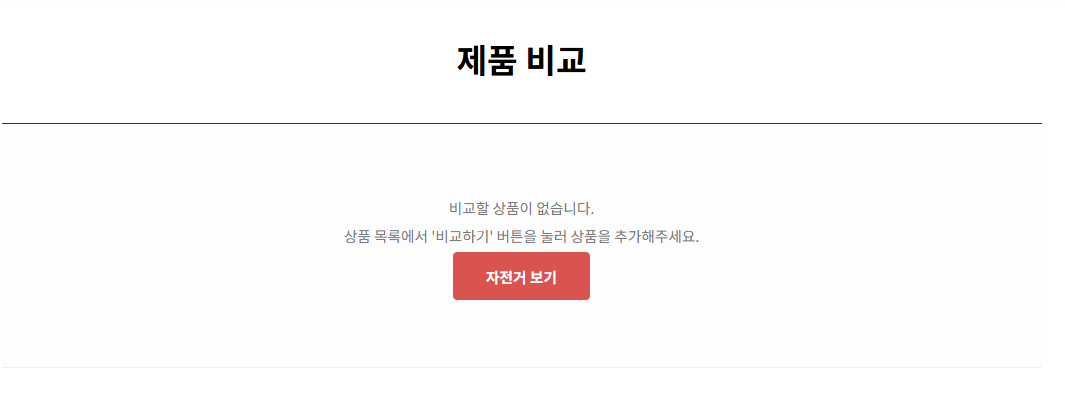 제품 비교
비교할 상품이 없습니다.
상품 목록에서 '비교하기' 버튼을 눌러 상품을 추가해주세요.
자전거 보기